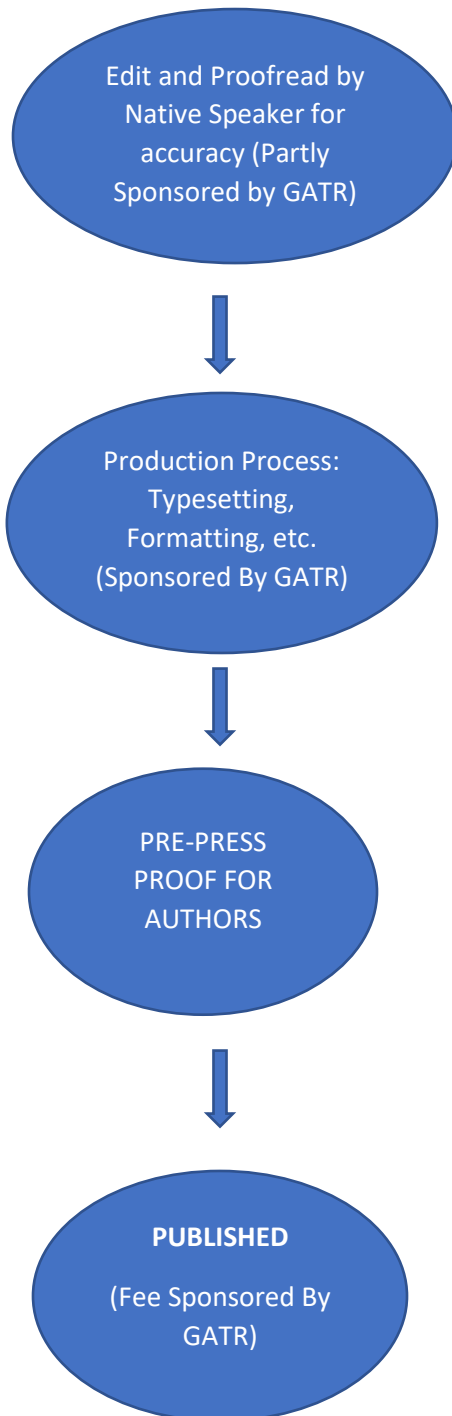 Edit and Proofread by
Native Speaker for
accuracy (Partly
Sponsored by GATR)
Production Process:
Typesetting,
Formatting, etc.
(Sponsored By GATR)
PRE-PRESS
PROOF FOR
AUTHORS
PUBLISHED
(Fee Sponsored By
GATR)